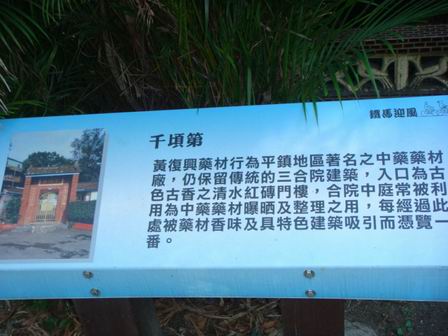 鐵馬迎風
千頃第
黃復興藥材行為平鎮地區著名之中藥藥材
廠，仍保留傳統的三合院建築，入口為古
色古香之清水紅磚門樓，合院中庭常被利
用為中藥藥材曝晒及整理之用，每經過此
處被藥材香味及具特色建築吸引而憑覽一
番。